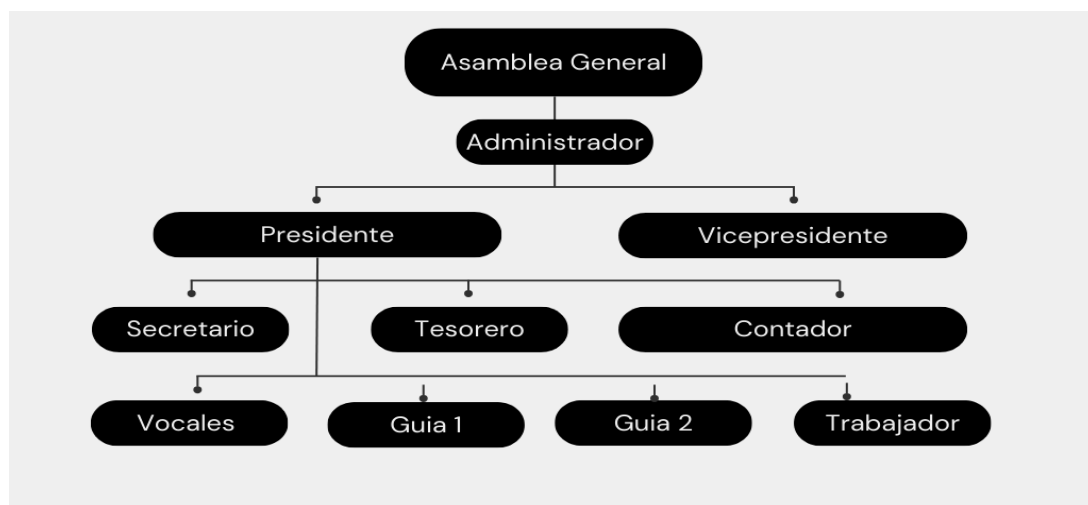 Asamblea General
Administrador
Presidente
Vicepresidente
Secretario
Tesorero
Contador
Vocales
Guia 1
Guia 2
Trabajador